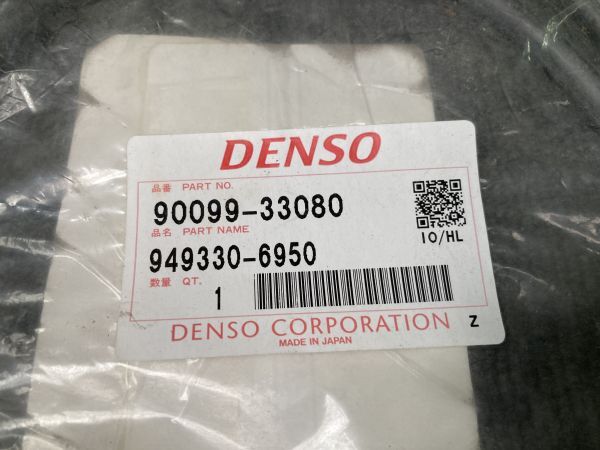 DENSO
品番 PART NO.
90099-33080
品名 PART NAME
949330-6950
IO/HL
数量 QT.
1
DENSO CORPORATION Z
MADE IN JAPAN